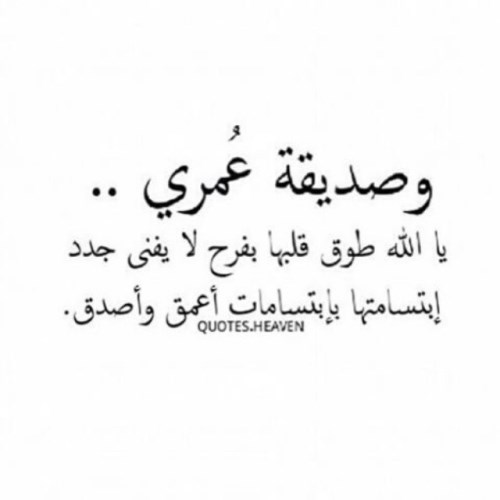 وصديقة عُمري ..
يا الله طوق قلبها بفرح لا يفنى جدد
إبتسامتها بإبتسامات أعمق وأصدق.
QUOTES.HEAVEN